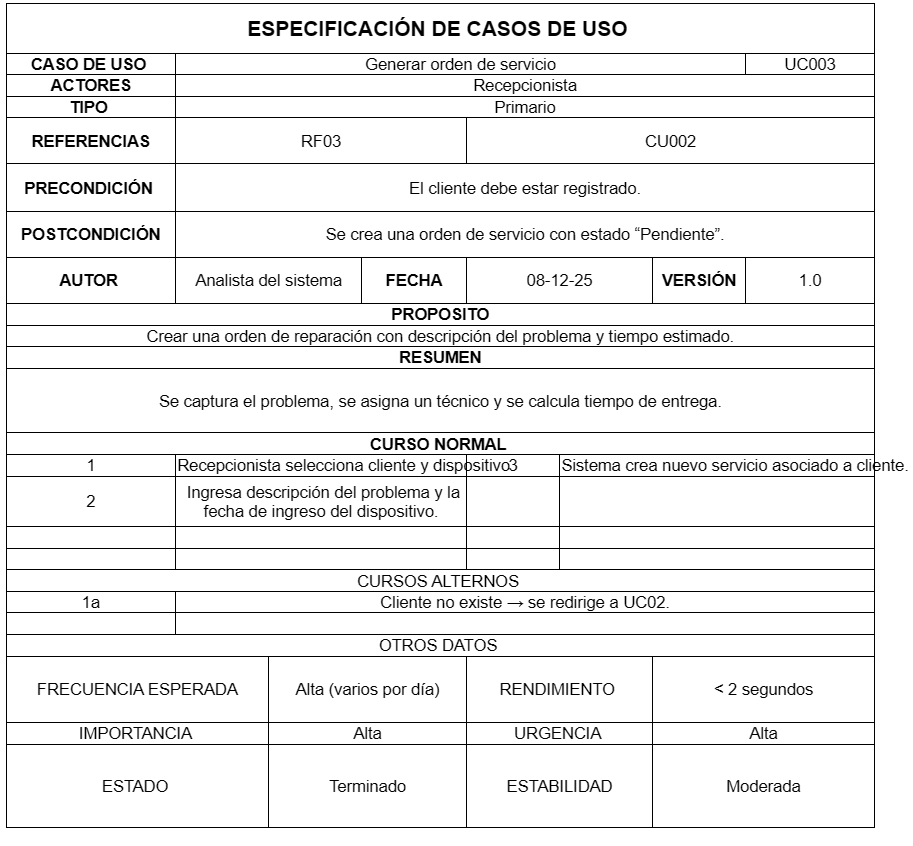 ESPECIFICACIÓN DE CASOS DE USO
CASO DE USO Generar orden de servicio UC003
ACTORES Recepcionista
TIPO Primario
REFERENCIAS RF03 CU002
PRECONDICIÓN El cliente debe estar registrado.
POSTCONDICIÓN Se crea una orden de servicio con estado “Pendiente”.
AUTOR Analista del sistema FECHA 08-12-25 VERSIÓN 1.0
PROPOSITO
Crear una orden de reparación con descripción del problema y tiempo estimado.
RESUMEN
Se captura el problema, se asigna un técnico y se calcula tiempo de entrega.
CURSO NORMAL
1 Recepcionista selecciona cliente y dispositivo 3 Sistema crea nuevo servicio asociado a cliente.
2 Ingresa descripción del problema y la
fecha de ingreso del dispositivo.
CURSOS ALTERNOS
1a Cliente no existe → se redirige a UC02.
OTROS DATOS
FRECUENCIA ESPERADA Alta (varios por día) RENDIMIENTO < 2 segundos
IMPORTANCIA Alta URGENCIA Alta
ESTADO Terminado ESTABILIDAD Moderada